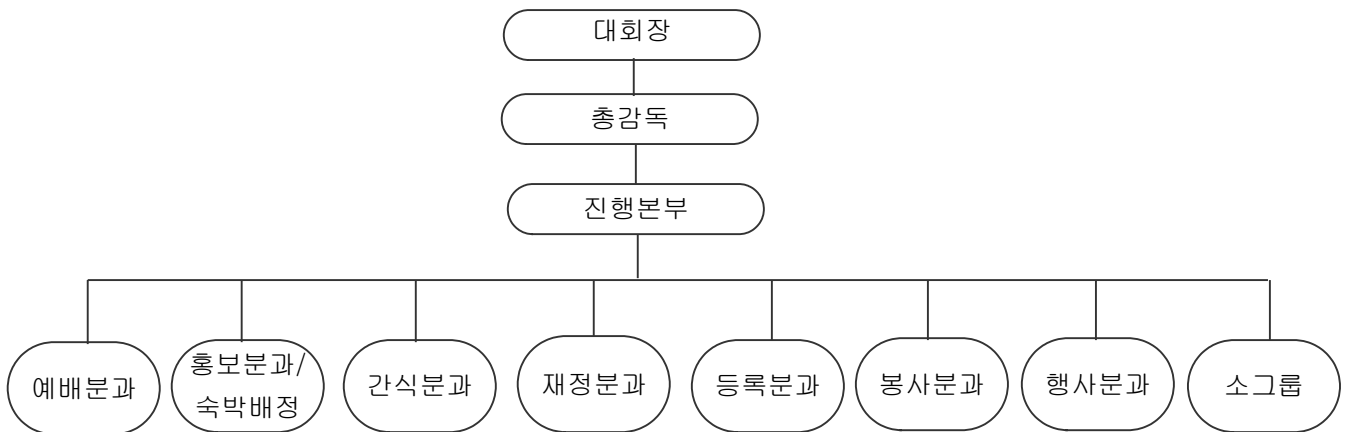 대회장
총감독
진행본부
예배분과
홍보분과/
숙박배정
간식분과
재정분과
등록분과
봉사분과
행사분과
소그룹